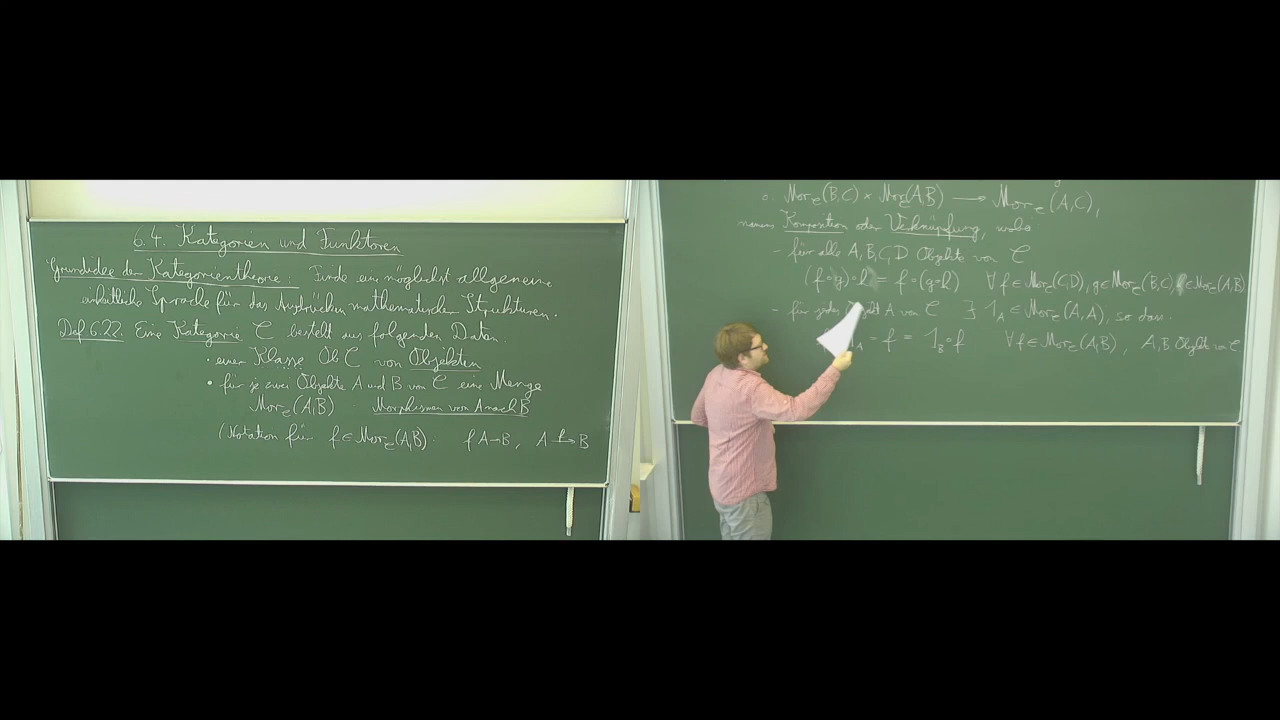 6.4. Kategorien und Funktoren
Grundidee der Kategorientheorie Finde eine möglichst allgemeine
einheitliche Sprache für das Ausdrücken mathematischer Strukturen.
Def 6.22. Eine Kategorie C besteht aus folgenden Daten:
• einer Klasse Ob C von Objekten
• für je zwei Objekte A und B von C eine Menge
Mor_C(A,B) Morphismen von A nach B
(Notation für f ∈ Mor_C(A,B). f A→B, A →f B
∘: Mor_C(B,C) × Mor_C(A,B) → Mor_C(A,C),
namens Komposition oder Verknüpfung, wobei
- für alle A,B,C,D Objekte von C
(f∘g)∘h = f∘(g∘h) ∀ f ∈ Mor_C(C,D), g ∈ Mor_C(B,C), ∈ Mor_C(A,B)
- für jedes Objekt A von C ∃ 1_A ∈ Mor_C(A,A), so dass.
= f = 1_B∘f ∀ f ∈ Mor_C(A,B), A,B Objekte von C.